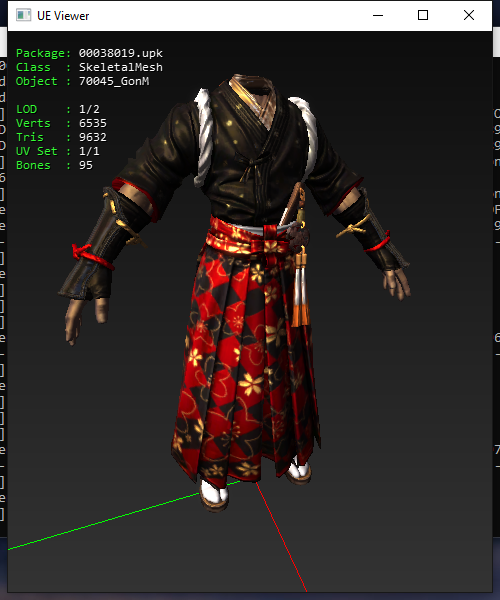 UE Viewer
Package: 00038019.upk
Class : SkeletalMesh
Object : 70045_GonM
LOD : 1/2
Verts : 6535
Tris : 9632
UV Set : 1/1
Bones : 95